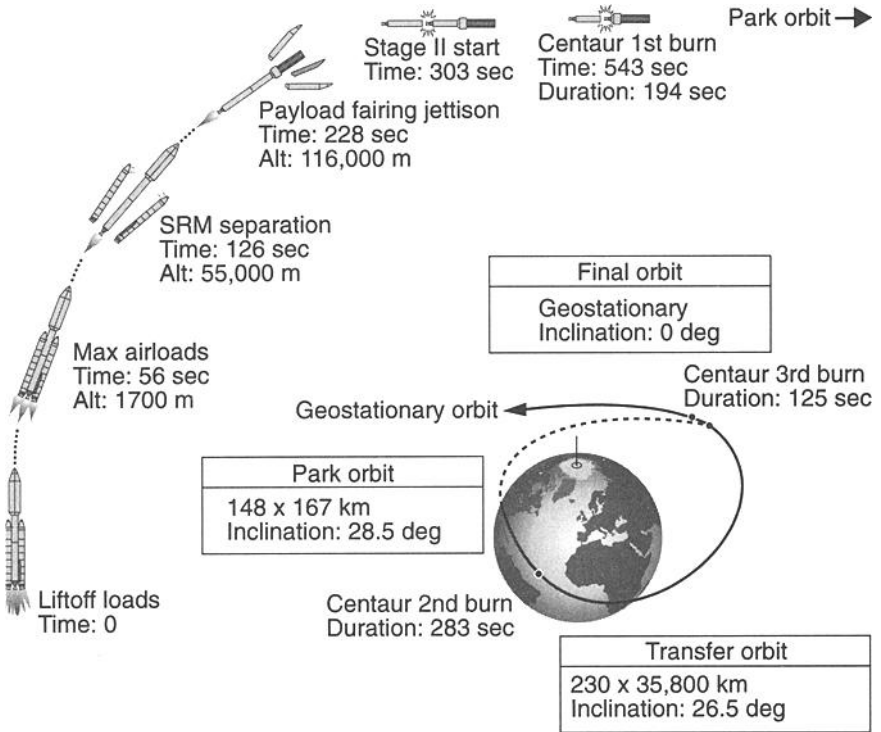 Park orbit
Stage II start
Time: 303 sec
Centaur 1st burn
Time: 543 sec
Duration: 194 sec
Payload fairing jettison
Time: 228 sec
Alt: 116,000 m
SRM separation
Time: 126 sec
Alt: 55,000 m
Max airloads
Time: 56 sec
Alt: 1700 m
Liftoff loads
Time: 0
Final orbit
Geostationary
Inclination: 0 deg
Centaur 3rd burn
Duration: 125 sec
Geostationary orbit
Park orbit
148 x 167 km
Inclination: 28.5 deg
Centaur 2nd burn
Duration: 283 sec
Transfer orbit
230 x 35,800 km
Inclination: 26.5 deg